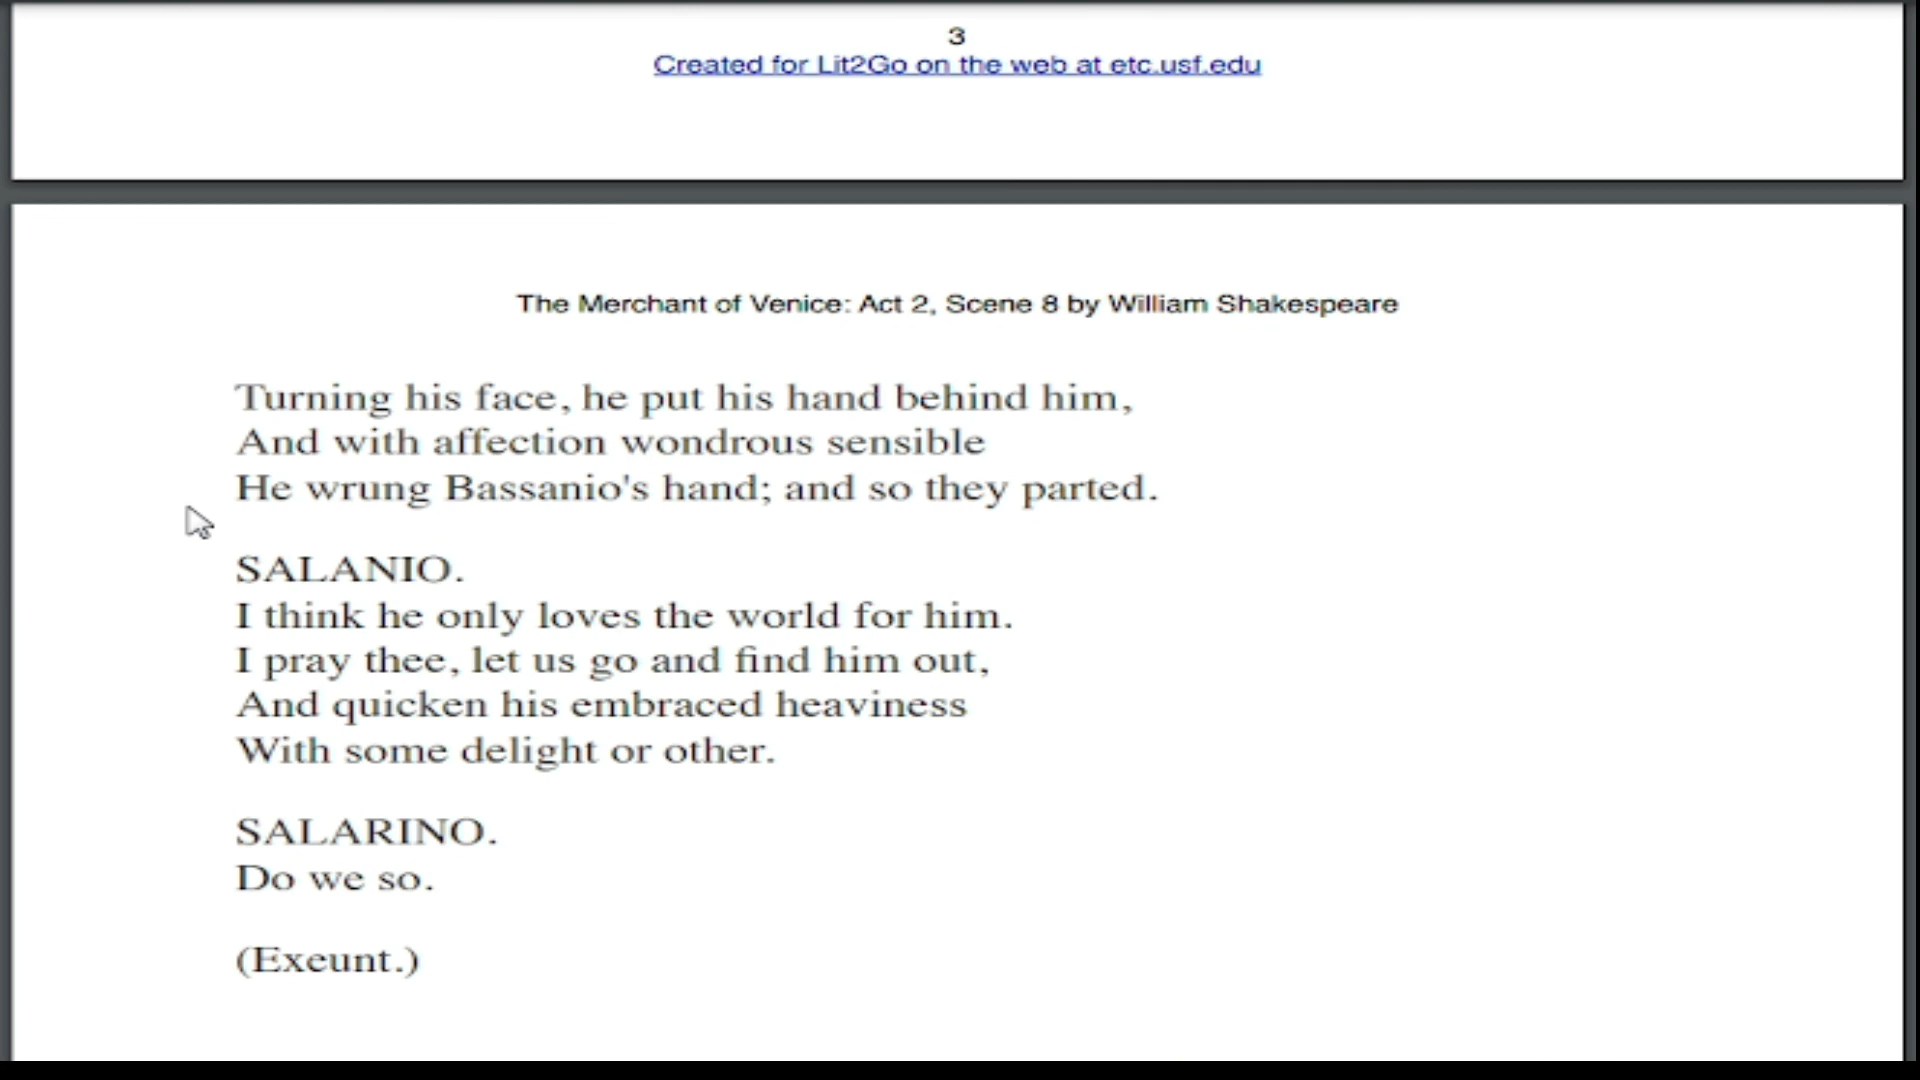 3
Created for Lit2Go on the web at etc.usf.edu
The Merchant of Venice: Act 2, Scene 8 by William Shakespeare
Turning his face, he put his hand behind him,
And with affection wondrous sensible
He wrung Bassanio's hand; and so they parted.
SALANIO.
I think he only loves the world for him.
I pray thee, let us go and find him out,
And quicken his embraced heaviness
With some delight or other.
SALARINO.
Do we so.
(Exeunt.)